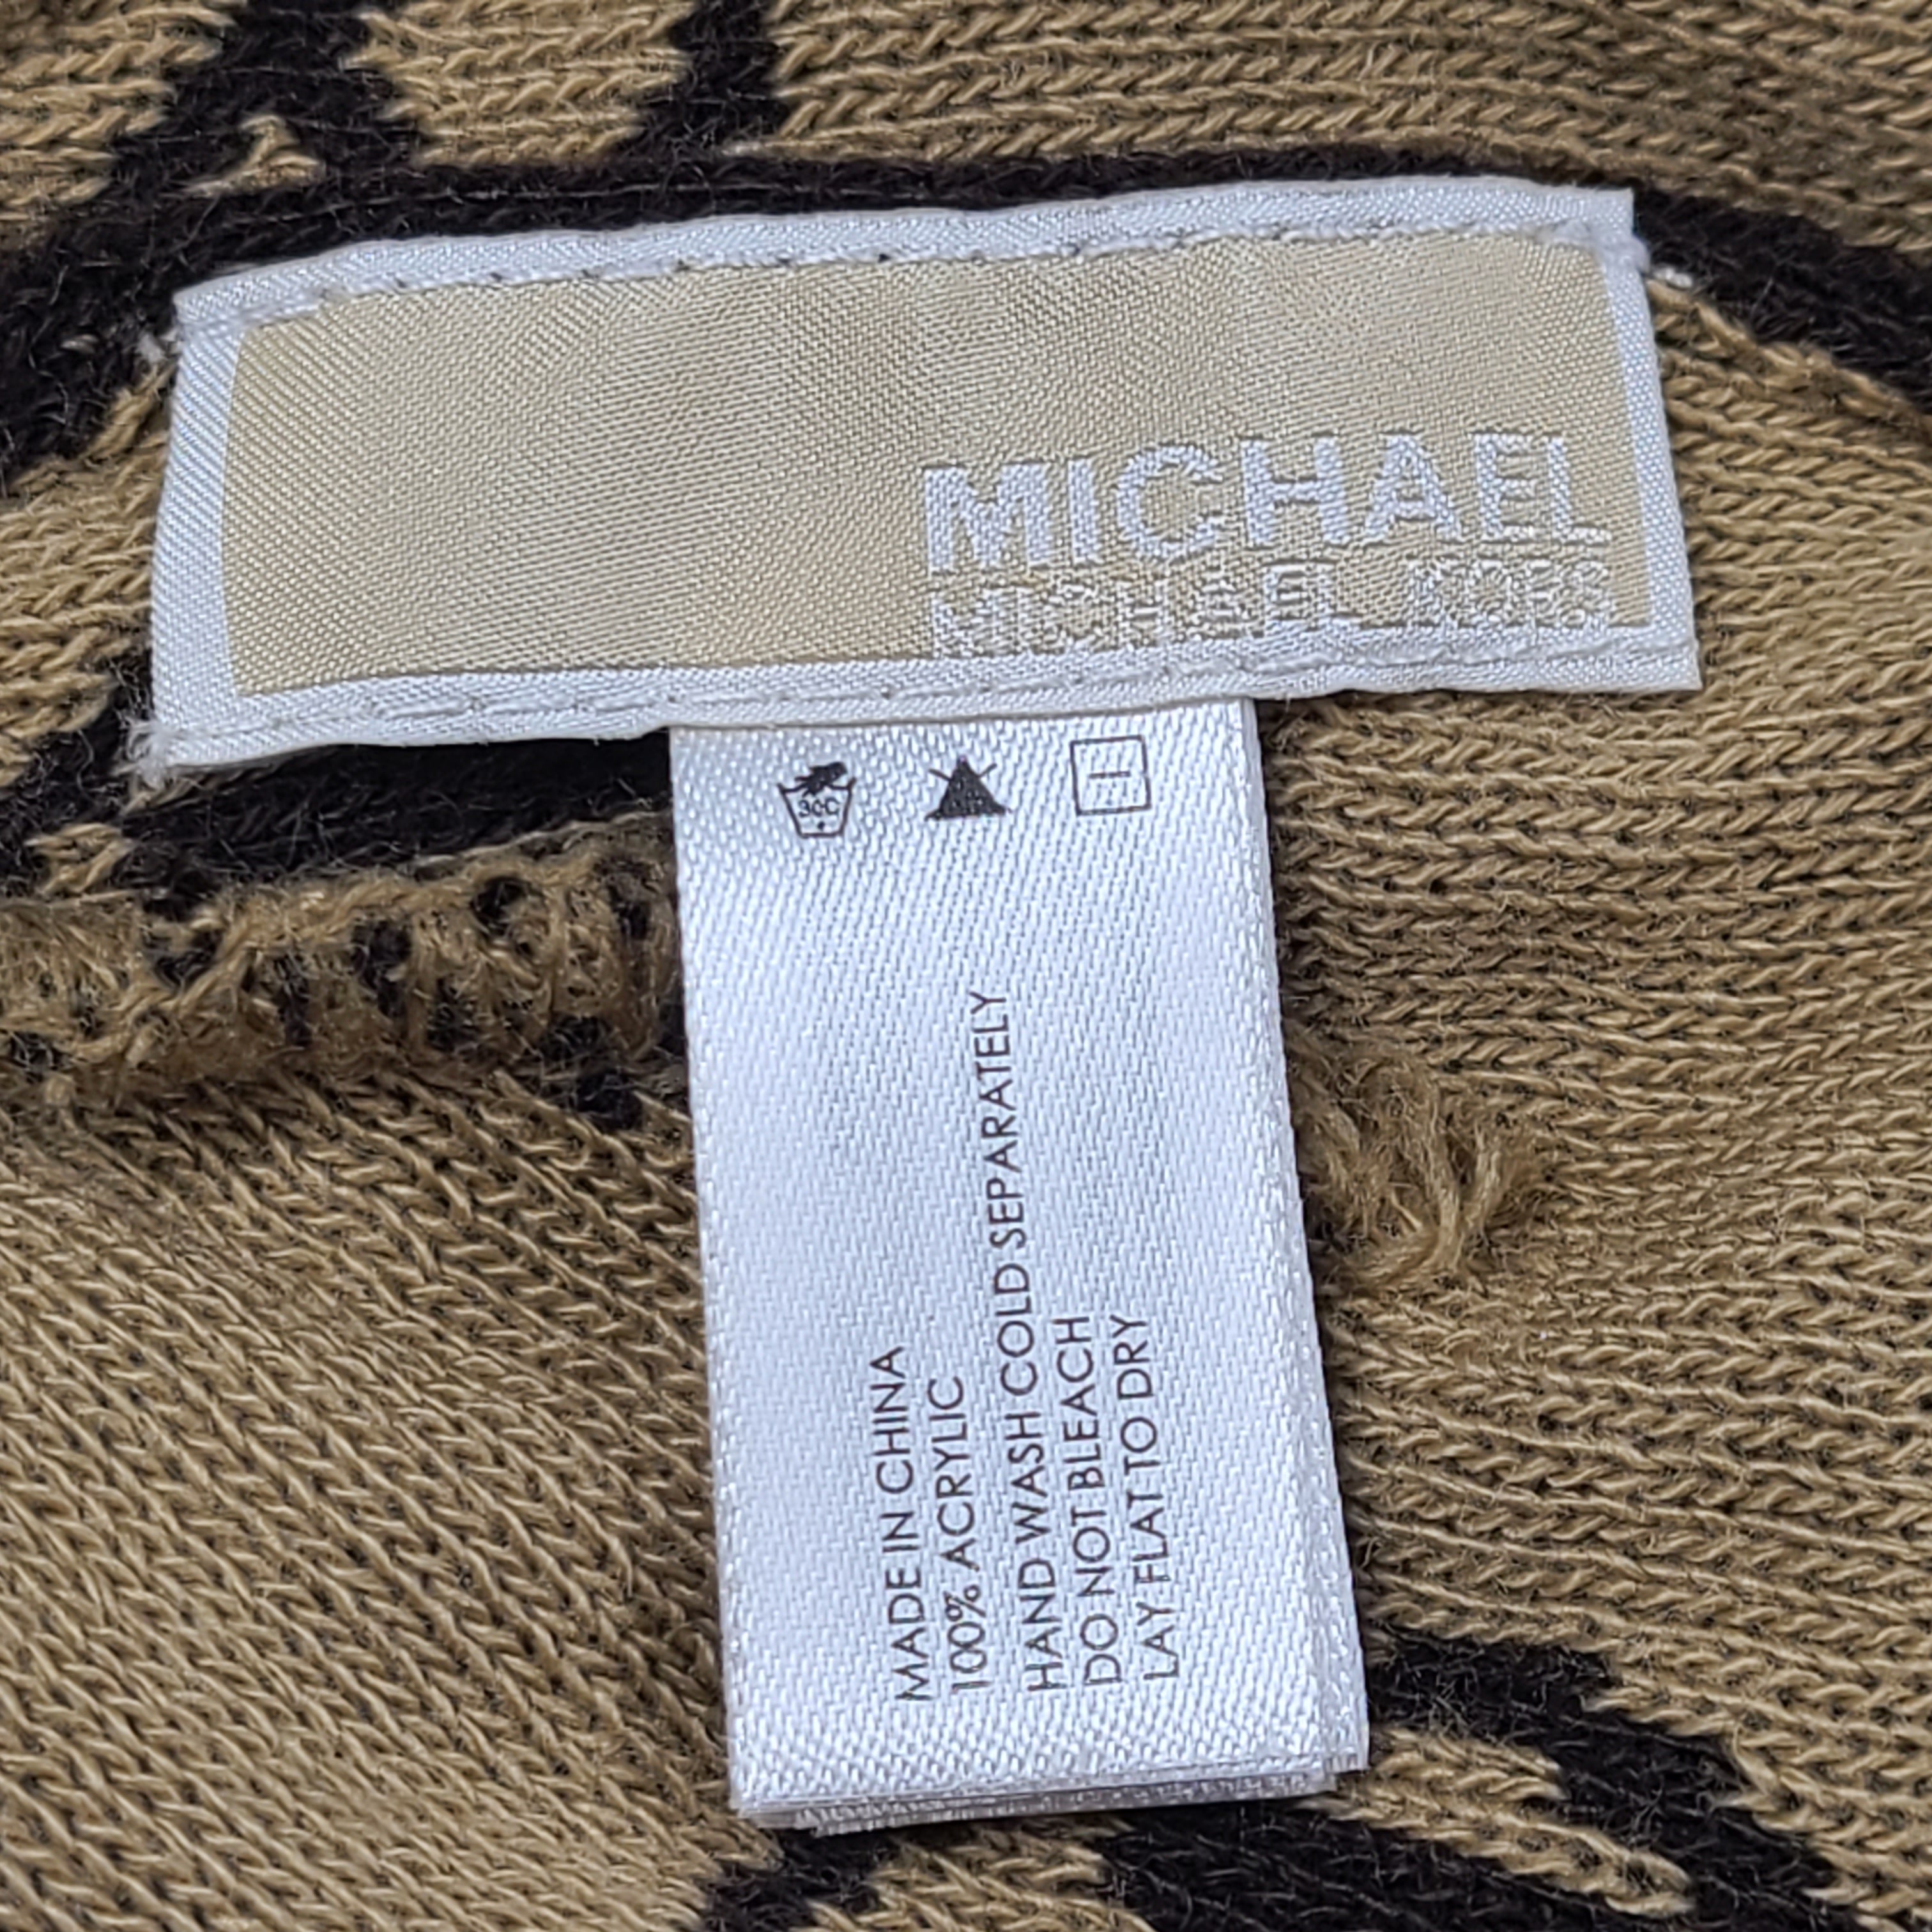 MICHAEL
MICHAEL KORS
30C
MADE IN CHINA
100% ACRYLIC
HAND WASH COLD SEPARATELY
DO NOT BLEACH
LAY FLAT TO DRY